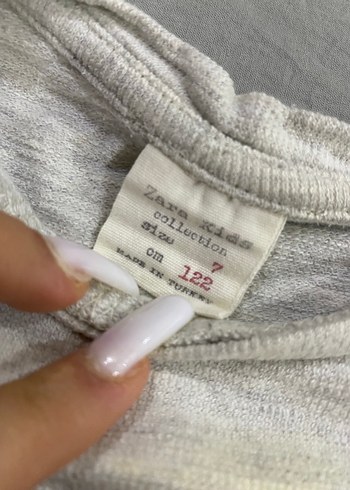 Zara Kids
collection
size 7
cm 122
MADE IN TURKEY